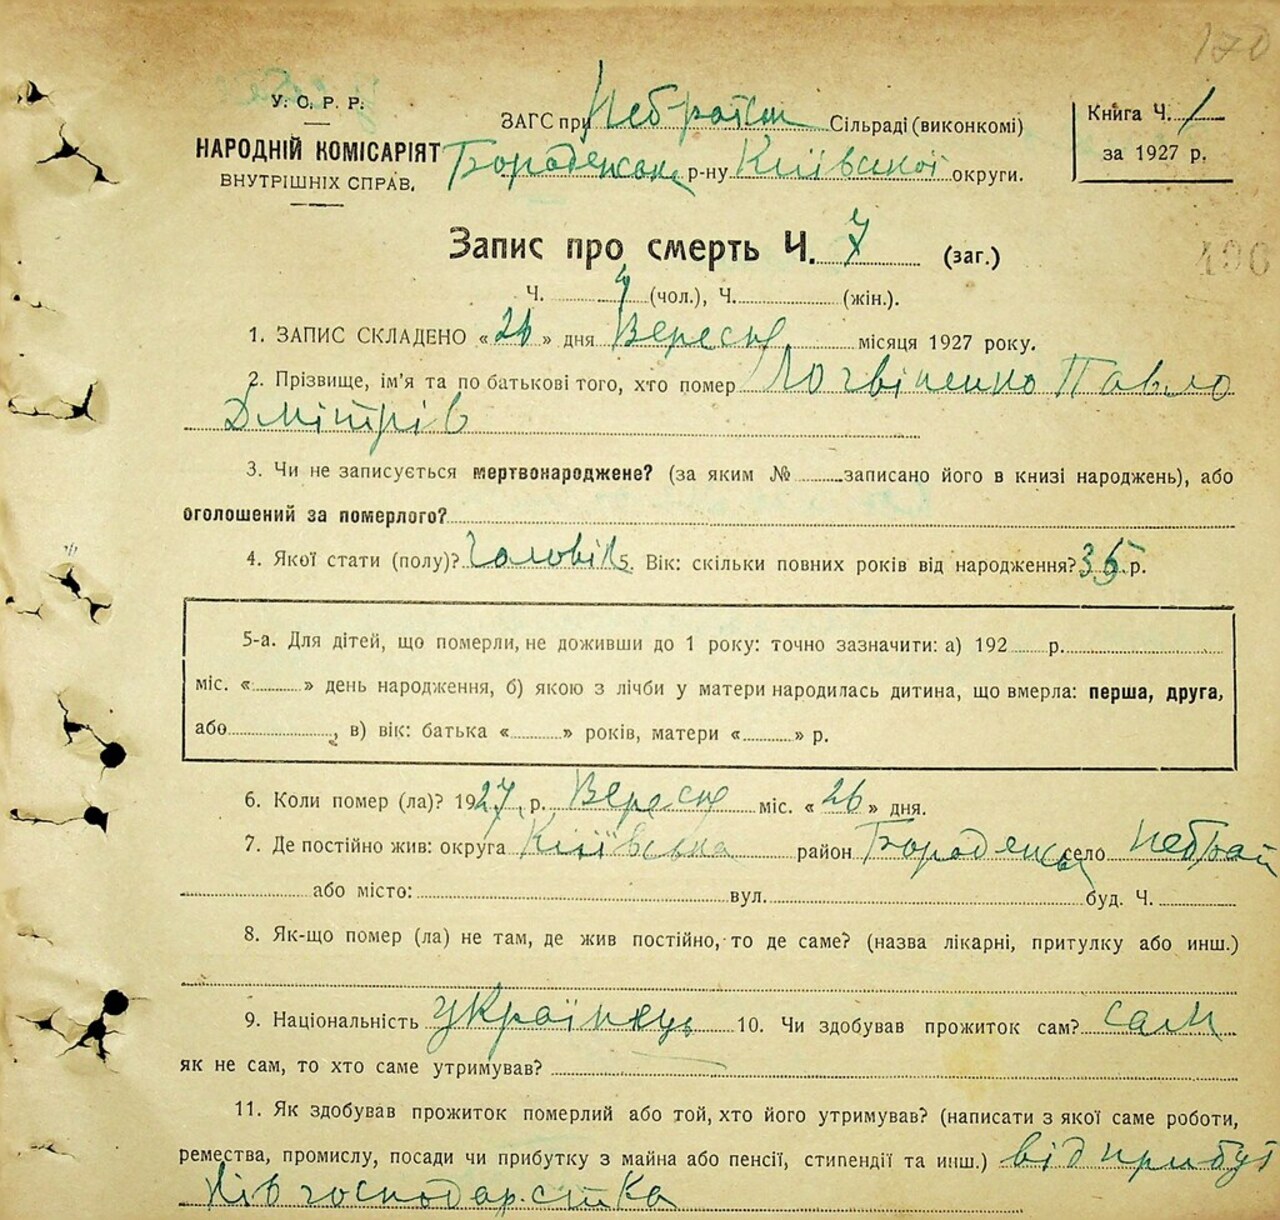 170
У. С. Р. Р.
НАРОДНІЙ КОМІСАРІЯТ
ВНУТРІШНІХ СПРАВ.
ЗАГС при Небрат Сільраді (виконкомі)
Бородянськ р-ну Київської округи.
Книга Ч. 1
за 1927 р.
Запис про смерть Ч. 7 (заг.)
496
Ч. 4 (чол.), Ч. (жін.).
1. ЗАПИС СКЛАДЕНО « 26 » дня Вересня місяця 1927 року.
2. Прізвище, ім'я та по батькові того, хто помер Логвіненко Павло
Дмітрів
3. Чи не записується мертвонароджене? (за яким № записано його в книзі народжень), або
оголошений за померлого?
4. Якої стати (полу)? Чоловік 5. Вік: скільки повних років від народження? 35 р.
5-а. Для дітей, що померли, не доживши до 1 року: точно зазначити: а) 192 р.
міс. « » день народження, б) якою з лічби у матери народилась дитина, що вмерла: перша, друга,
або , в) вік: батька « » років, матери « » р.
6. Коли помер (ла)? 1927 р. Вересня міс. « 26 » дня.
7. Де постійно жив: округа Київська район Бороденськ село Небрат
або місто: вул. буд. Ч.
8. Як-що помер (ла) не там, де жив постійно, то де саме? (назва лікарні, притулку або инш.)
9. Національність українець 10. Чи здобував прожиток сам? сам
як не сам, то хто саме утримував?
11. Як здобував прожиток померлий або той, хто його утримував? (написати з якої саме роботи,
ремества, промислу, посади чи прибутку з майна або пенсії, стипендії та инш.) від прибут
ків господарства